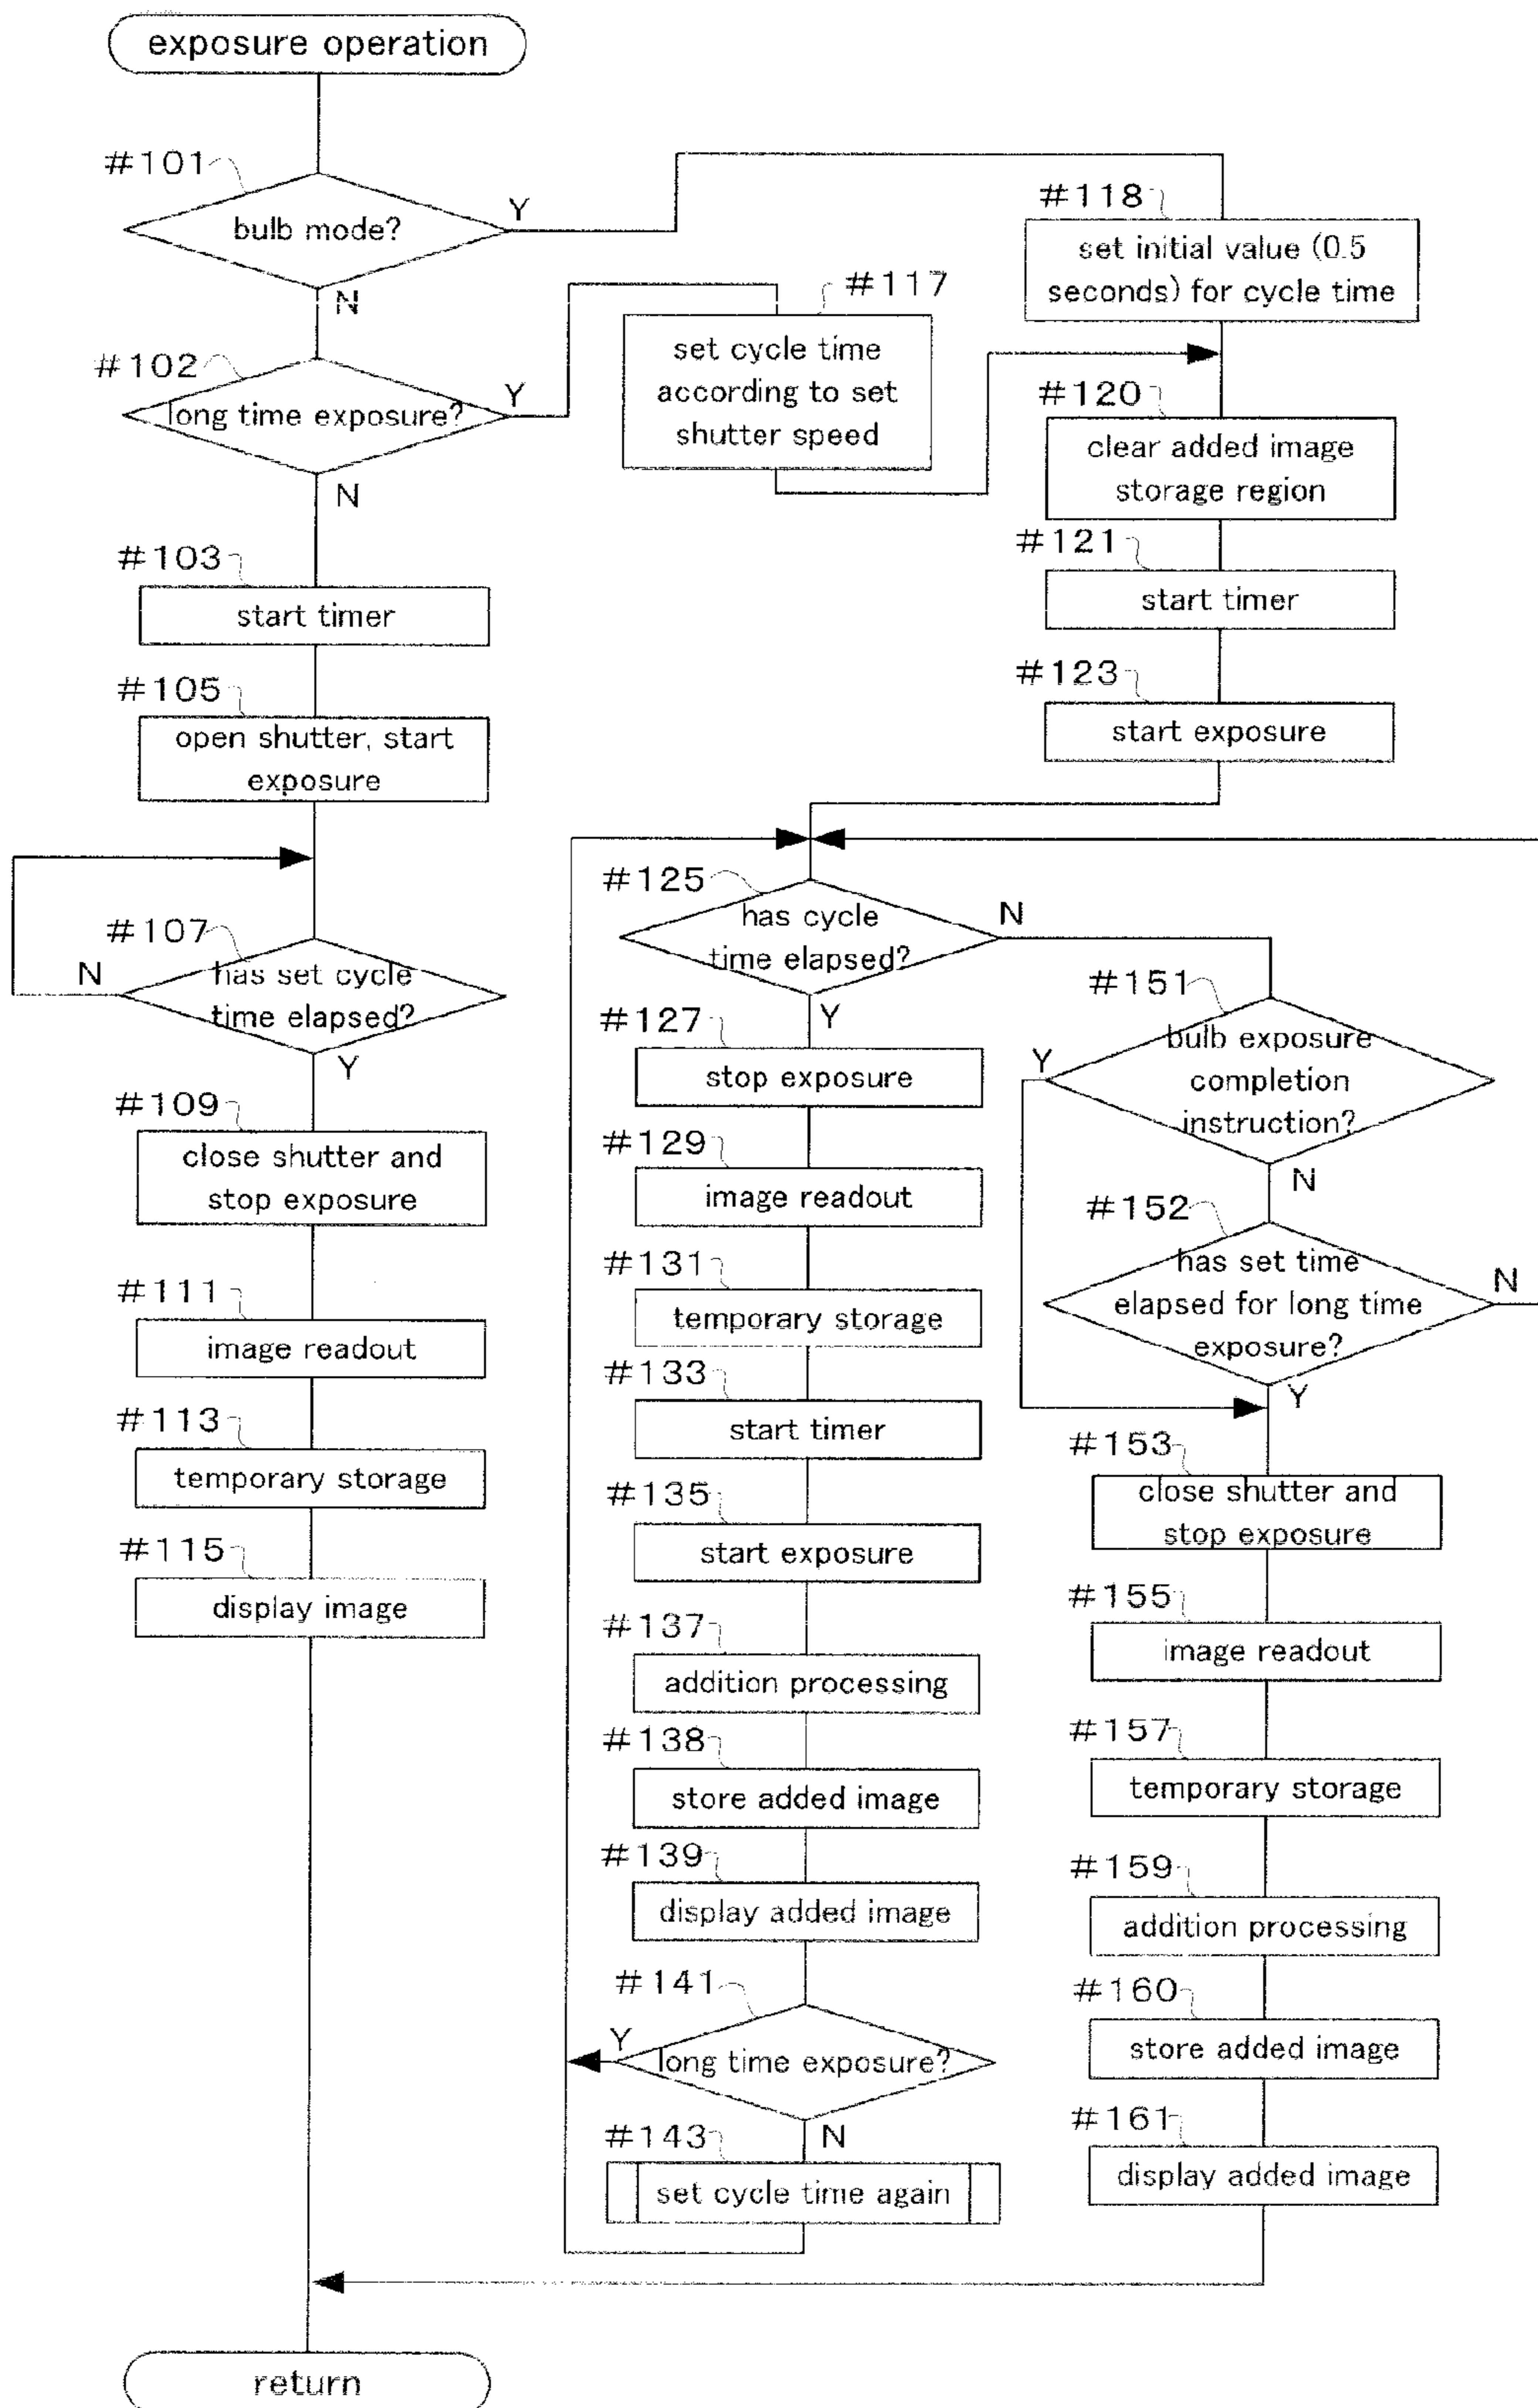 exposure operation
#101
bulb mode?
Y
N
#102
long time exposure?
Y
N
#103
start timer
#105
open shutter, start
exposure
#107
has set cycle
time elapsed?
N
Y
#109
close shutter and
stop exposure
#111
image readout
#113
temporary storage
#115
display image
return
#117
set cycle time
according to set
shutter speed
#118
set initial value (0.5
seconds) for cycle time
#120
clear added image
storage region
#121
start timer
#123
start exposure
#125
has cycle
time elapsed?
N
Y
#127
stop exposure
#129
image readout
#131
temporary storage
#133
start timer
#135
start exposure
#137
addition processing
#138
store added image
#139
display added image
#141
Y
long time exposure?
N
#143
set cycle time again
#151
bulb exposure
completion
instruction?
Y
N
#152
has set time
elapsed for long time
exposure?
N
Y
#153
close shutter and
stop exposure
#155
image readout
#157
temporary storage
#159
addition processing
#160
store added image
#161
display added image